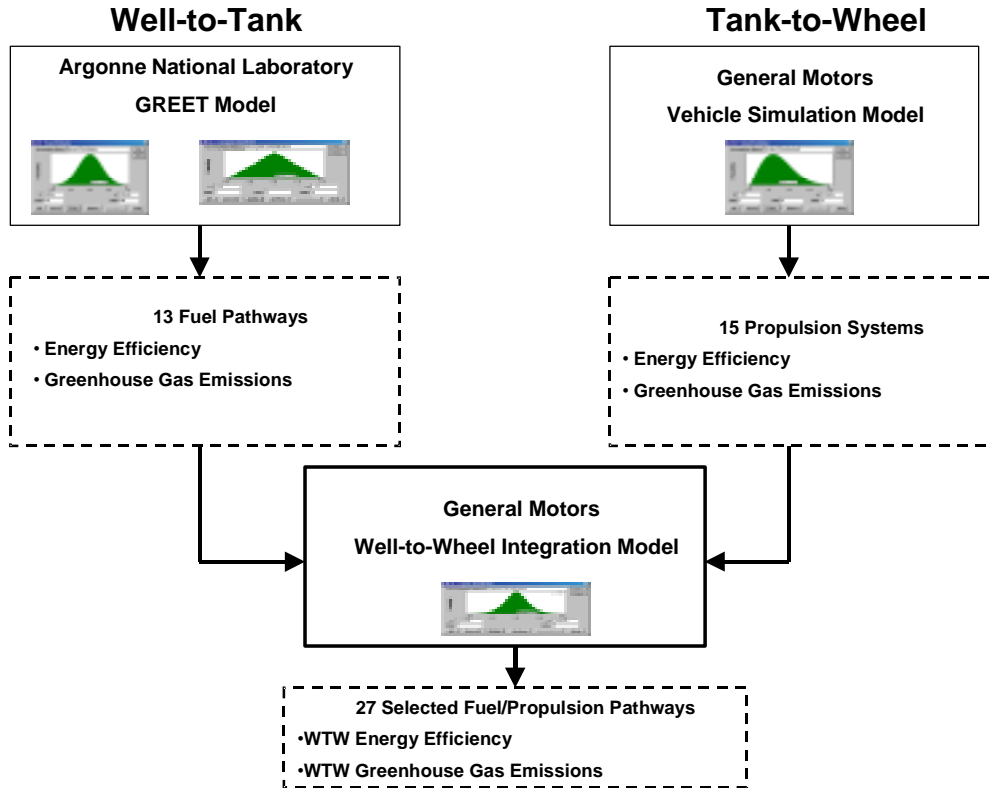 Well-to-Tank
Argonne National Laboratory
GREET Model
13 Fuel Pathways
• Energy Efficiency
• Greenhouse Gas Emissions
Tank-to-Wheel
General Motors
Vehicle Simulation Model
15 Propulsion Systems
• Energy Efficiency
• Greenhouse Gas Emissions
General Motors
Well-to-Wheel Integration Model
27 Selected Fuel/Propulsion Pathways
•WTW Energy Efficiency
•WTW Greenhouse Gas Emissions